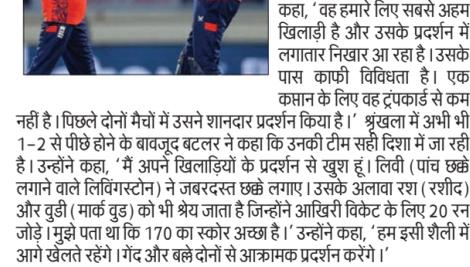 कहा, ‘ वह हमारे लिए सबसे अहम
खिलाड़ी है और उसके प्रदर्शन में
लगातार निखार आ रहा है । उसके
पास काफी विविधता है । एक
कप्तान के लिए वह ट्रंपकार्ड से कम
नहीं है । पिछले दोनों मैचों में उसने शानदार प्रदर्शन किया है ।’ श्रृंखला में अभी भी
1–2 से पीछे होने के बावजूद बटलर ने कहा कि उनकी टीम सही दिशा में जा रही
है । उन्होंने कहा, ‘ मैं अपने खिलाड़ियों के प्रदर्शन से खुश हूं । लिवी ( पांच छक्के
लगाने वाले लिविंगस्टोन ) ने जबरदस्त छक्के लगाए । उसके अलावा रश ( रशीद )
और वुडी ( मार्क वुड ) को भी श्रेय जाता है जिन्होंने आखिरी विकेट के लिए 20 रन
जोड़े । मुझे पता था कि 170 का स्कोर अच्छा है ।’ उन्होंने कहा, ‘ हम इसी शैली में
आगे खेलते रहेंगे । गेंद और बल्ले दोनों से आक्रामक प्रदर्शन करेंगे ।’